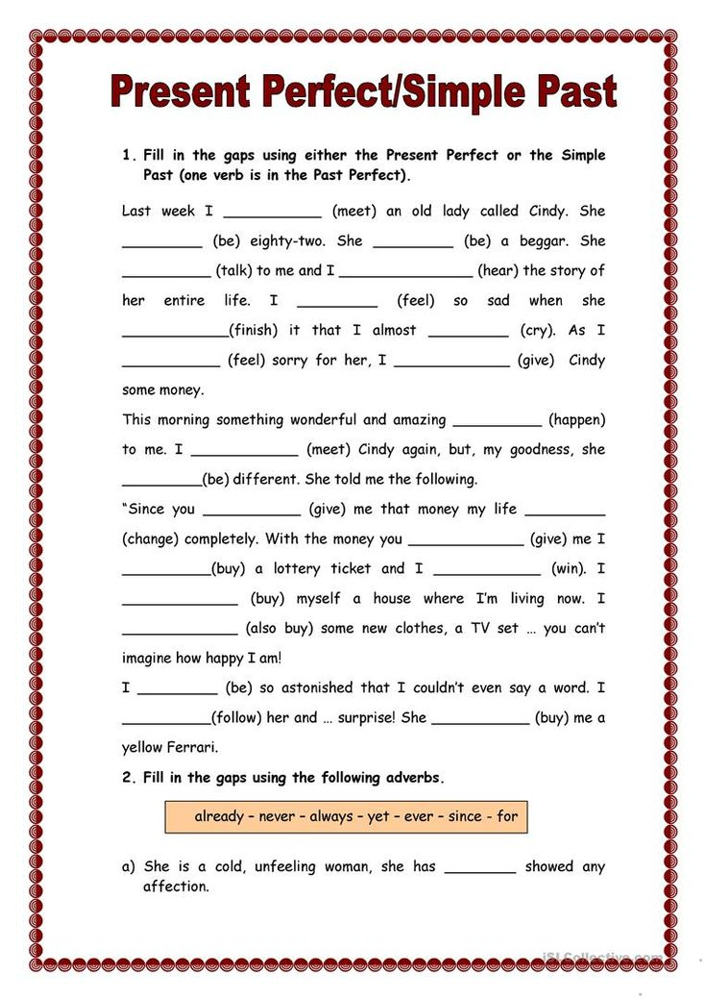 Present Perfect/Simple Past
1. Fill in the gaps using either the Present Perfect or the Simple
Past (one verb is in the Past Perfect).
Last week I ___________ (meet) an old lady called Cindy. She
_________ (be) eighty-two. She _________ (be) a beggar. She
__________ (talk) to me and I _______________ (hear) the story of
her entire life. I _________ (feel) so sad when she
____________(finish) it that I almost _________ (cry). As I
___________ (feel) sorry for her, I _____________ (give) Cindy
some money.
This morning something wonderful and amazing __________ (happen)
to me. I ____________ (meet) Cindy again, but, my goodness, she
_________(be) different. She told me the following.
“Since you ___________ (give) me that money my life _________
(change) completely. With the money you _____________ (give) me I
__________(buy) a lottery ticket and I ____________ (win). I
_____________ (buy) myself a house where I’m living now. I
_____________ (also buy) some new clothes, a TV set … you can’t
imagine how happy I am!
I _________ (be) so astonished that I couldn’t even say a word. I
__________(follow) her and … surprise! She ___________ (buy) me a
yellow Ferrari.
2. Fill in the gaps using the following adverbs.
already – never – always – yet – ever – since - for
a) She is a cold, unfeeling woman, she has ________ showed any
affection.
iSLCollective.com